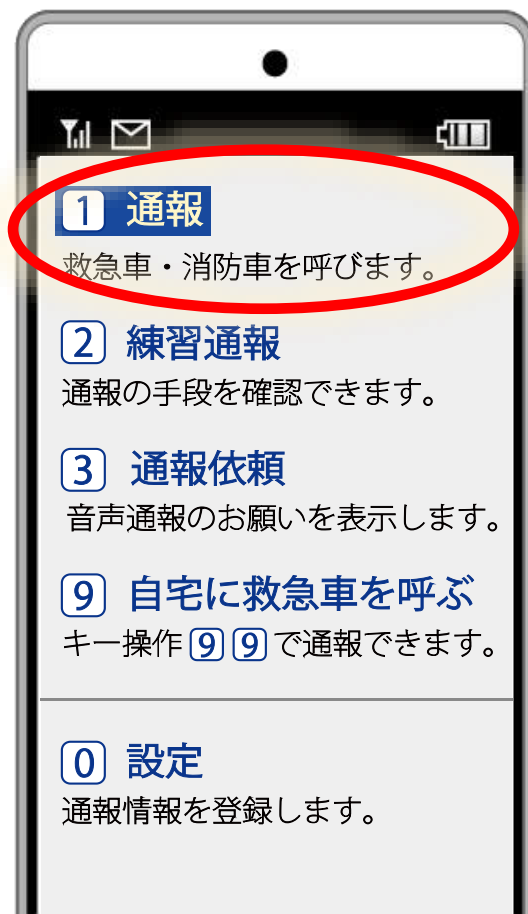 1 通報
救急車・消防車を呼びます。
2 練習通報
通報の手段を確認できます。
3 通報依頼
音声通報のお願いを表示します。
9 自宅に救急車を呼ぶ
キー操作99で通報できます。
0 設定
通報情報を登録します。